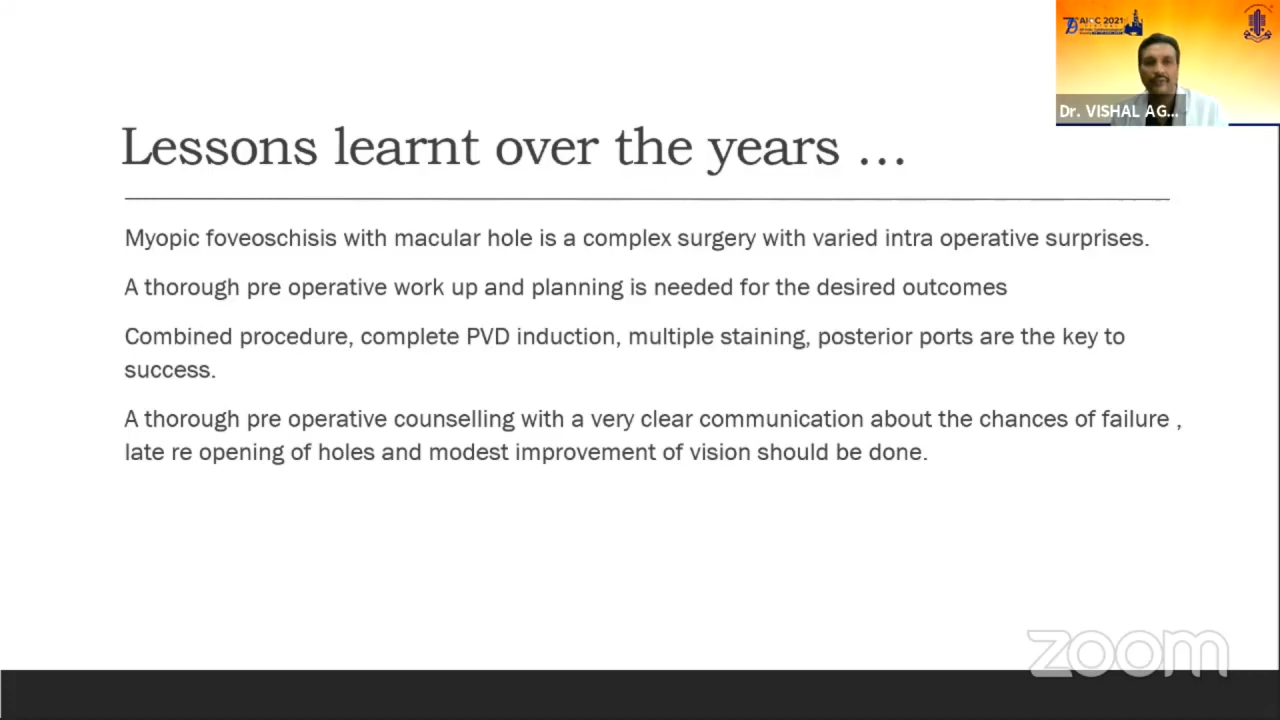 AIOC 2021
Dr. VISHAL AG...
Lessons learnt over the years ...
Myopic foveoschisis with macular hole is a complex surgery with varied intra operative surprises.
A thorough pre operative work up and planning is needed for the desired outcomes
Combined procedure, complete PVD induction, multiple staining, posterior ports are the key to
success.
A thorough pre operative counselling with a very clear communication about the chances of failure ,
late re opening of holes and modest improvement of vision should be done.
zoom